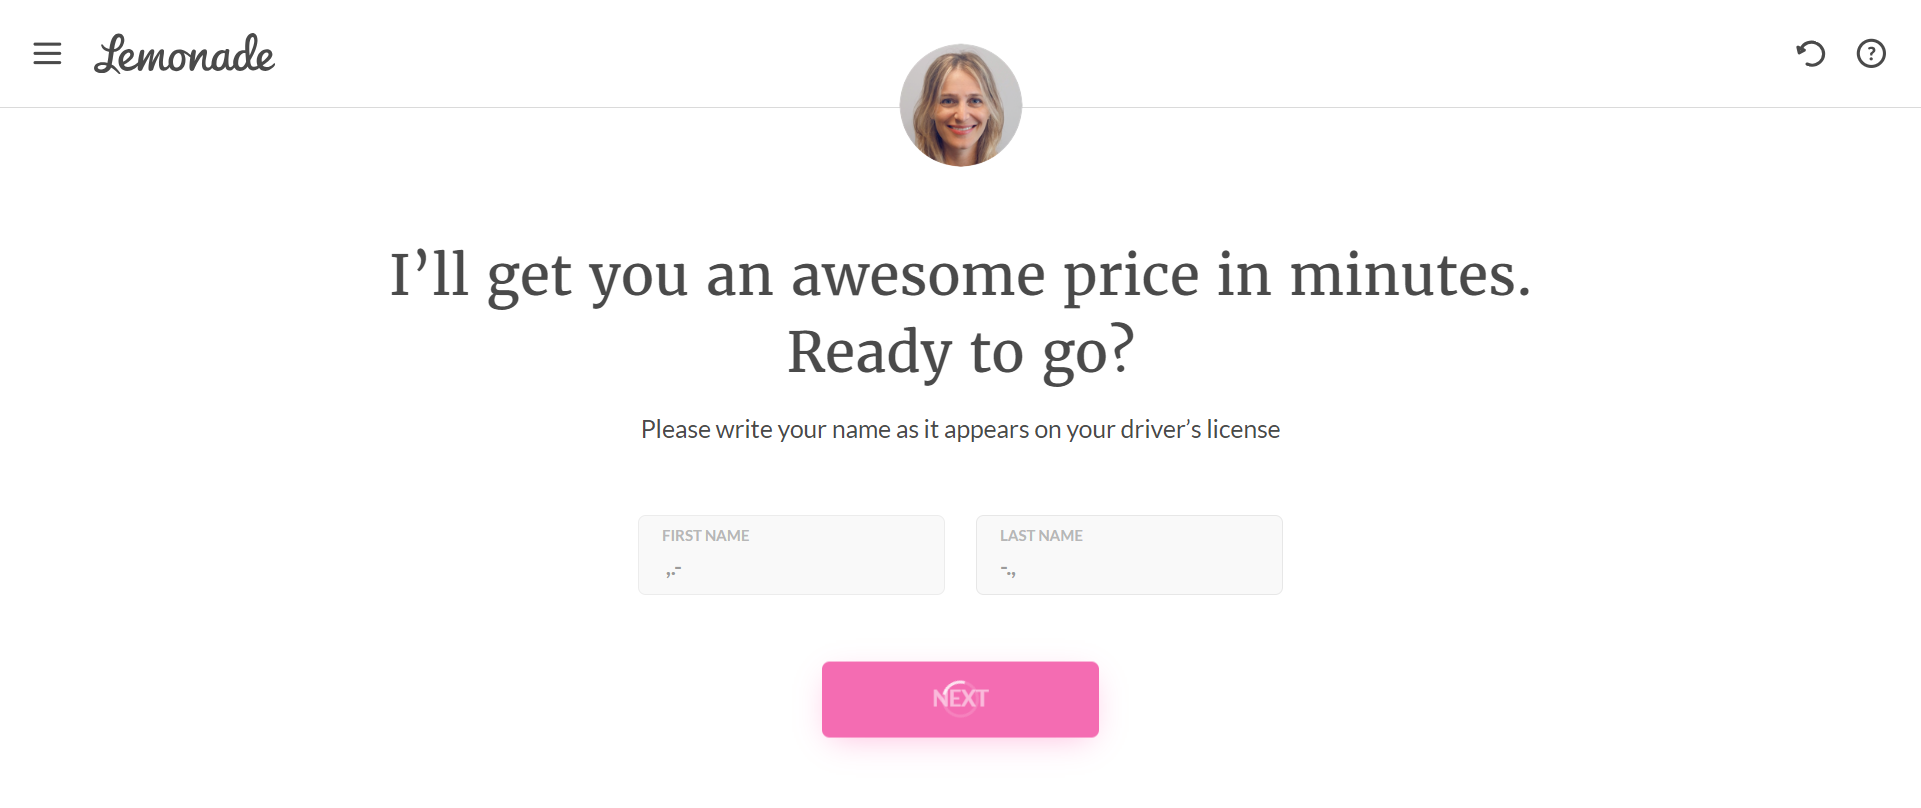 Lemonade
?
I’ll get you an awesome price in minutes.
Ready to go?
Please write your name as it appears on your driver’s license
FIRST NAME
,.-
LAST NAME
-.,
NEXT